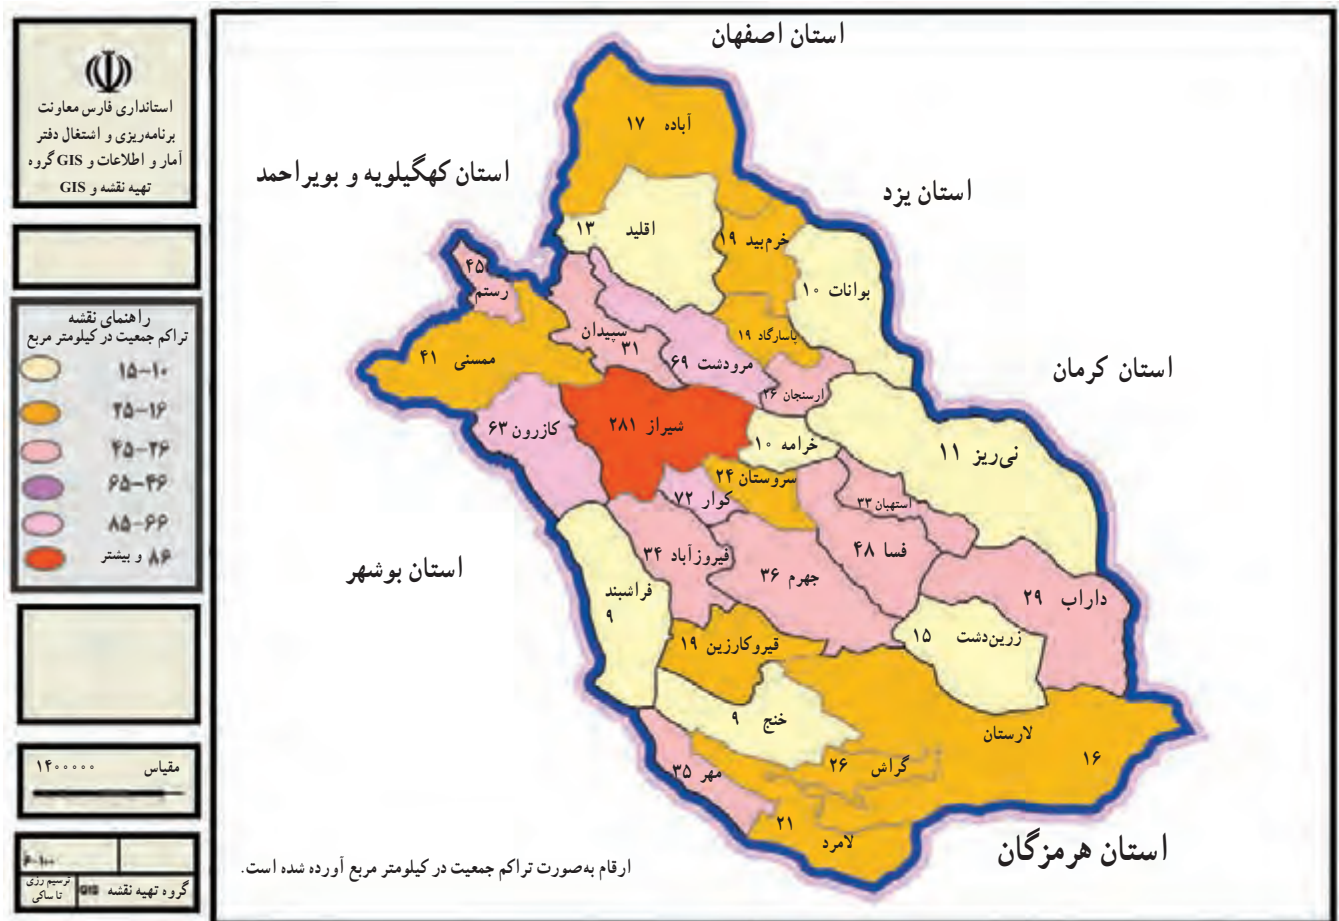 استانداری فارس معاونت
برنامه‌ریزی و اشتغال دفتر
آمار و اطلاعات و GIS گروه
تهیه نقشه و GIS
راهنمای نقشه
تراکم جمعیت در کیلومتر مربع
۱۵-۱۰
۲۵-۱۶
۴۵-۲۶
۶۵-۴۶
۸۵-۶۶
۸۶ و بیشتر
مقیاس ۱۴۰۰۰۰۰
گروه تهیه نقشه GIS
استان اصفهان
استان کهگیلویه و بویراحمد
استان یزد
استان کرمان
استان بوشهر
استان هرمزگان
آباده ۱۷
اقلید ۱۳
خرم‌بید ۱۹
بوانات ۱۰
۴۵
رستم
سپیدان
۳۱
پاسارگاد ۱۹
ممسنی ۴۱
مرودشت ۶۹
ارسنجان ۲۶
کازرون ۶۳
شیراز ۲۸۱
خرامه ۱۰
نی‌ریز ۱۱
سروستان ۲۴
کوار ۷۲
استهبان ۳۳
فسا ۴۸
فیروزآباد ۳۴
جهرم ۳۶
داراب ۲۹
فراشبند
۹
زرین‌دشت ۱۵
قیروکارزین ۱۹
خنج ۹
لارستان
۱۶
گراش ۲۶
مهر ۳۵
۲۱
لامرد
ارقام به‌صورت تراکم جمعیت در کیلومتر مربع آورده شده است.